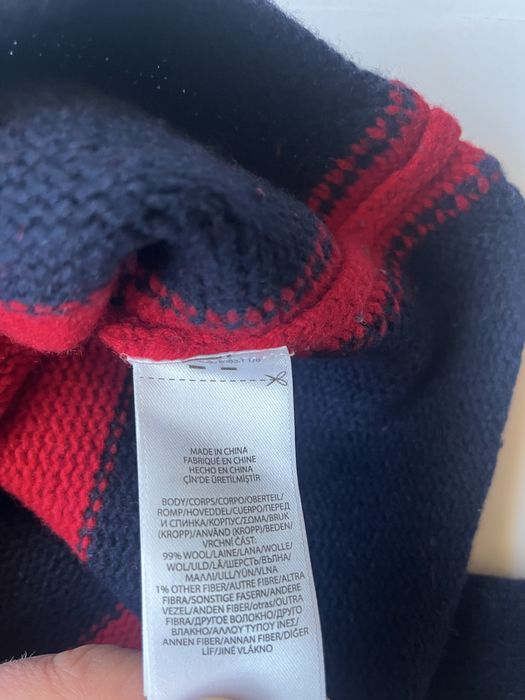 MADE IN CHINA
FABRIQUÉ EN CHINE
HECHO EN CHINA
ÇİN'DE ÜRETİLMİŞTİR
BODY/CORPS/CORPO/OBERTEIL/
ROMP/HOVEDDEL/CUERPO/ПЕРЕД
И СПИНКА/КОРПУС/ΣΩΜΑ/BRUK
(KROPP)/ANVÄND (KROPP)/BEDEN/
VRCHNÍ ČÁST:
99% WOOL/LAINE/LANA/WOLLE/
WOL/ULD/LÃ/ШЕРСТЬ/ВЪЛНА/
ΜΑΛΛΙ/ULL/YÜN/VLNA
1% OTHER FIBER/AUTRE FIBRE/ALTRA
FIBRA/SONSTIGE FASERN/ANDERE
VEZEL/ANDEN FIBER/otras/OUTRA
FIBRA/ДРУГОЕ ВОЛОКНО/ДРУГО
ВЛАКНО/ΑΛΛΟΥ ΤΥΠΟΥ ΙΝΕΣ/
ANNEN FIBER/ANNAN FIBER/DİĞER
LİF/JINÉ VLÁKNO